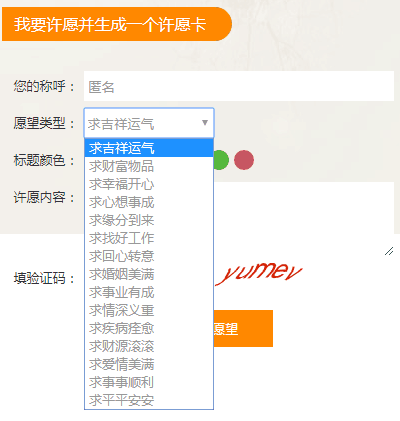 我要许愿并生成一个许愿卡
您的称呼： 匿名
愿望类型： 求吉祥运气
求吉祥运气
标题颜色：
求财富物品
求幸福开心
许愿内容：
求心想事成
求缘分到来
求找好工作
求回心转意
填验证码： yumev
求婚姻美满
求事业有成
求情深义重
求疾病痊愈
愿望
求财源滚滚
求爱情美满
求事事顺利
求平平安安